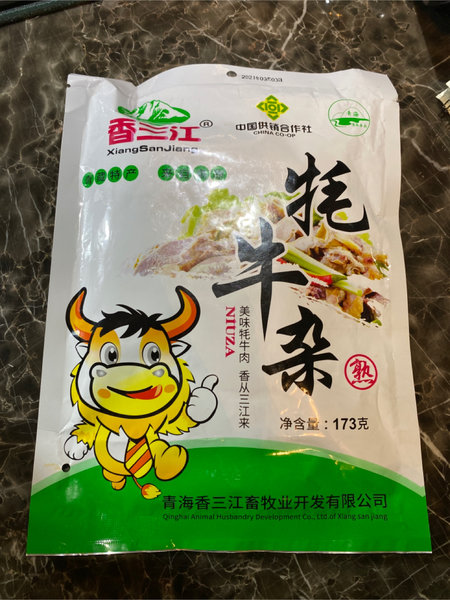 香三江®
XiangSanJiang
中国供销合作社
CHINA CO-OP
青海
牦牛杂
熟
美味牦牛肉 香从三江来
NIUZA
净含量：173克
青海香三江畜牧业开发有限公司
Qinghai Animal Husbandry Development Co., Ltd.of Xiang san jiang